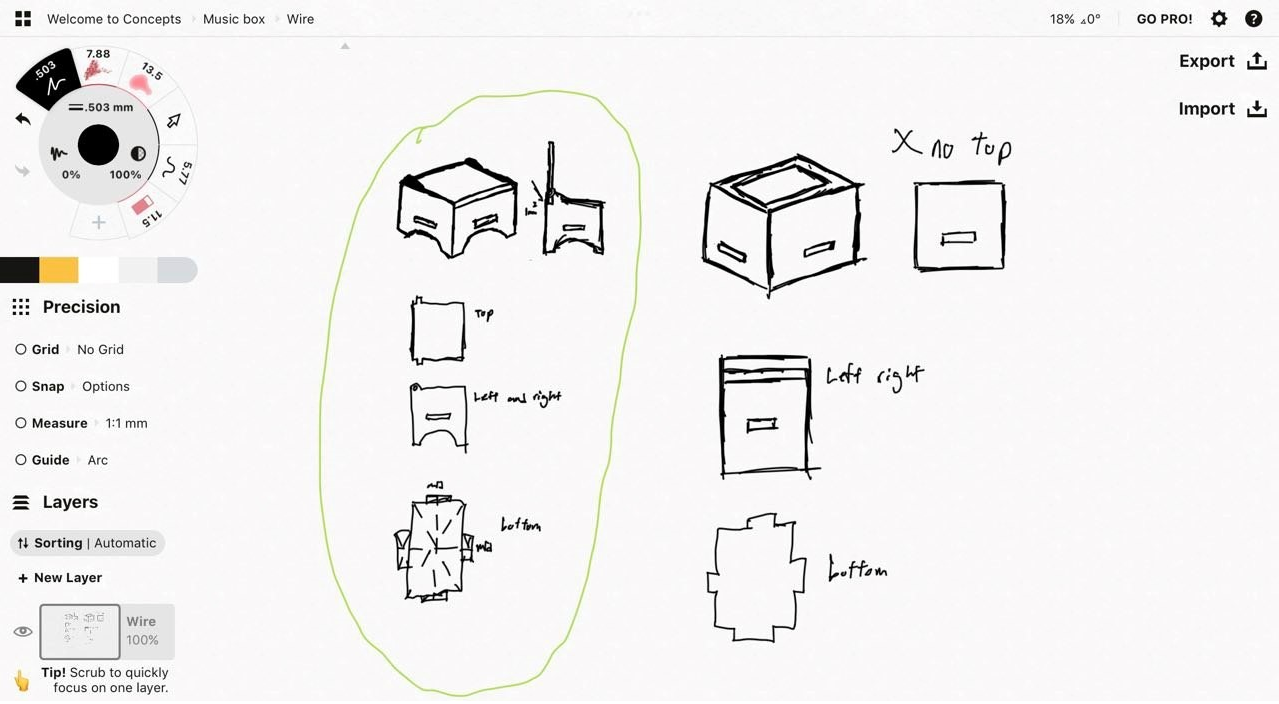 Welcome to Concepts Music box Wire
18% ⊿0° GO PRO!
Export
Import
.503
7.88
13.5
.503 mm
0% 100%
5.77
11.5
Precision
Grid No Grid
Snap Options
Measure 1:1 mm
Guide Arc
Layers
Sorting | Automatic
+ New Layer
Wire
100%
Tip! Scrub to quickly
focus on one layer.
Top
Left and right
bottom
X no top
Left right
bottom